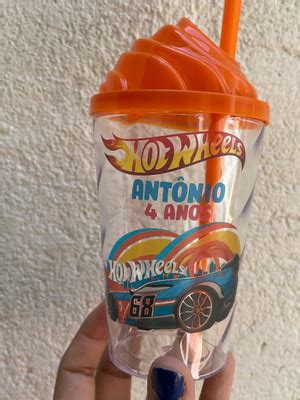 HOT WHEELS
ANTÔNIO
4 ANOS
HOT WHEELS
68